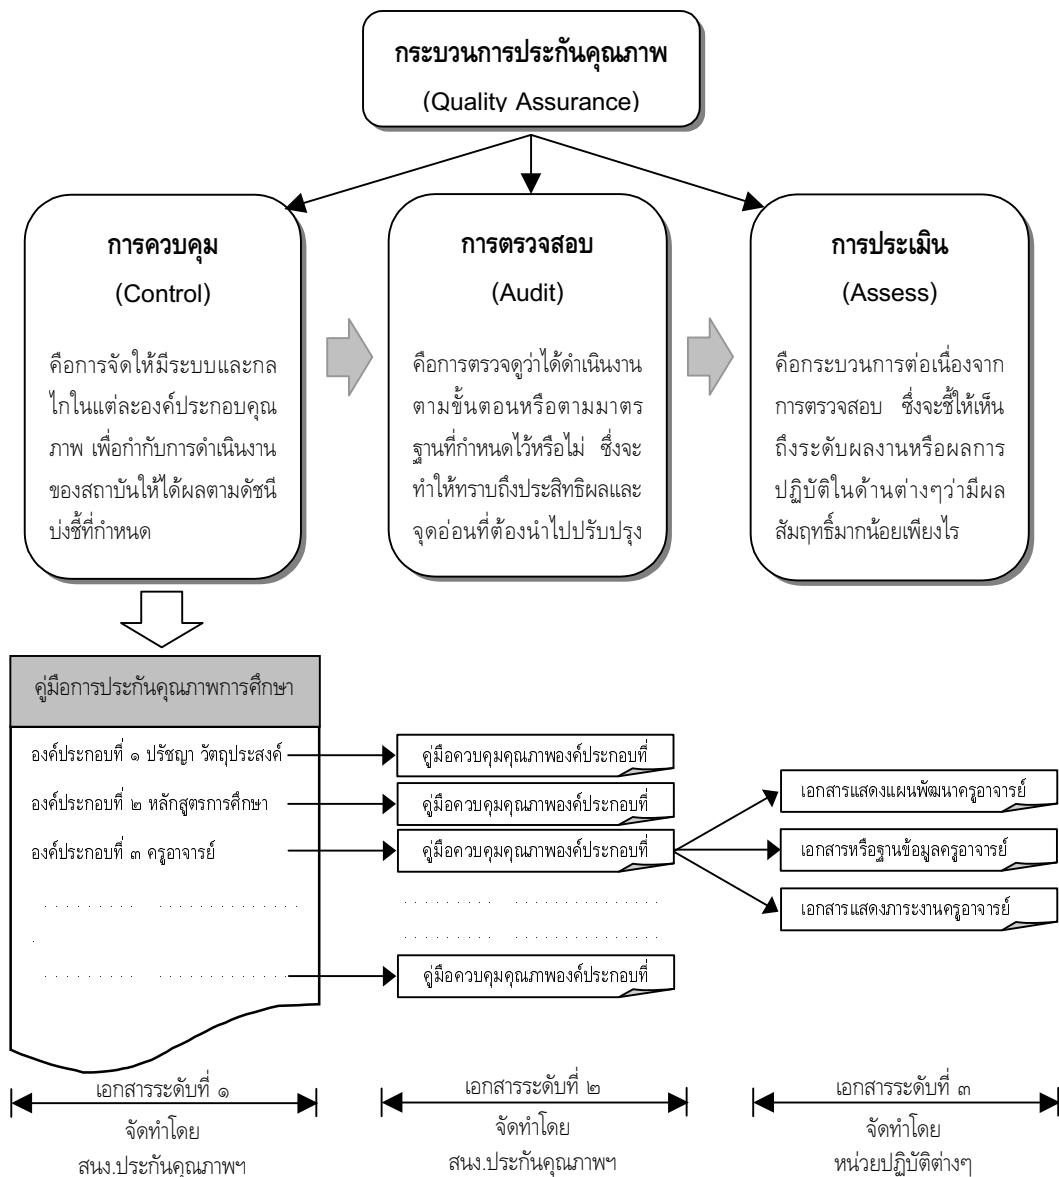 กระบวนการประกันคุณภาพ
(Quality Assurance)
การควบคุม
(Control)
คือการจัดให้มีระบบและกล
ไกในแต่ละองค์ประกอบคุณ
ภาพ เพื่อกำกับการดำเนินงาน
ของสถาบันให้ได้ผลตามดัชนี
บ่งชี้ที่กำหนด
การตรวจสอบ
(Audit)
คือการตรวจดูว่าได้ดำเนินงาน
ตามขั้นตอนหรือตามมาตร
ฐานที่กำหนดไว้หรือไม่ ซึ่งจะ
ทำให้ทราบถึงประสิทธิผลและ
จุดอ่อนที่ต้องนำไปปรับปรุง
การประเมิน
(Assess)
คือกระบวนการต่อเนื่องจาก
การตรวจสอบ ซึ่งจะชี้ให้เห็น
ถึงระดับผลงานหรือผลการ
ปฏิบัติในด้านต่างๆว่ามีผล
สัมฤทธิ์มากน้อยเพียงไร
คู่มือการประกันคุณภาพการศึกษา
องค์ประกอบที่ ๑ ปรัชญา วัตถุประสงค์
องค์ประกอบที่ ๒ หลักสูตรการศึกษา
องค์ประกอบที่ ๓ ครูอาจารย์
คู่มือควบคุมคุณภาพองค์ประกอบที่
คู่มือควบคุมคุณภาพองค์ประกอบที่
คู่มือควบคุมคุณภาพองค์ประกอบที่
คู่มือควบคุมคุณภาพองค์ประกอบที่
เอกสารแสดงแผนพัฒนาครูอาจารย์
เอกสารหรือฐานข้อมูลครูอาจารย์
เอกสารแสดงภาระงานครูอาจารย์
เอกสารระดับที่ ๑
จัดทำโดย
สนง.ประกันคุณภาพฯ
เอกสารระดับที่ ๒
จัดทำโดย
สนง.ประกันคุณภาพฯ
เอกสารระดับที่ ๓
จัดทำโดย
หน่วยปฏิบัติต่างๆ